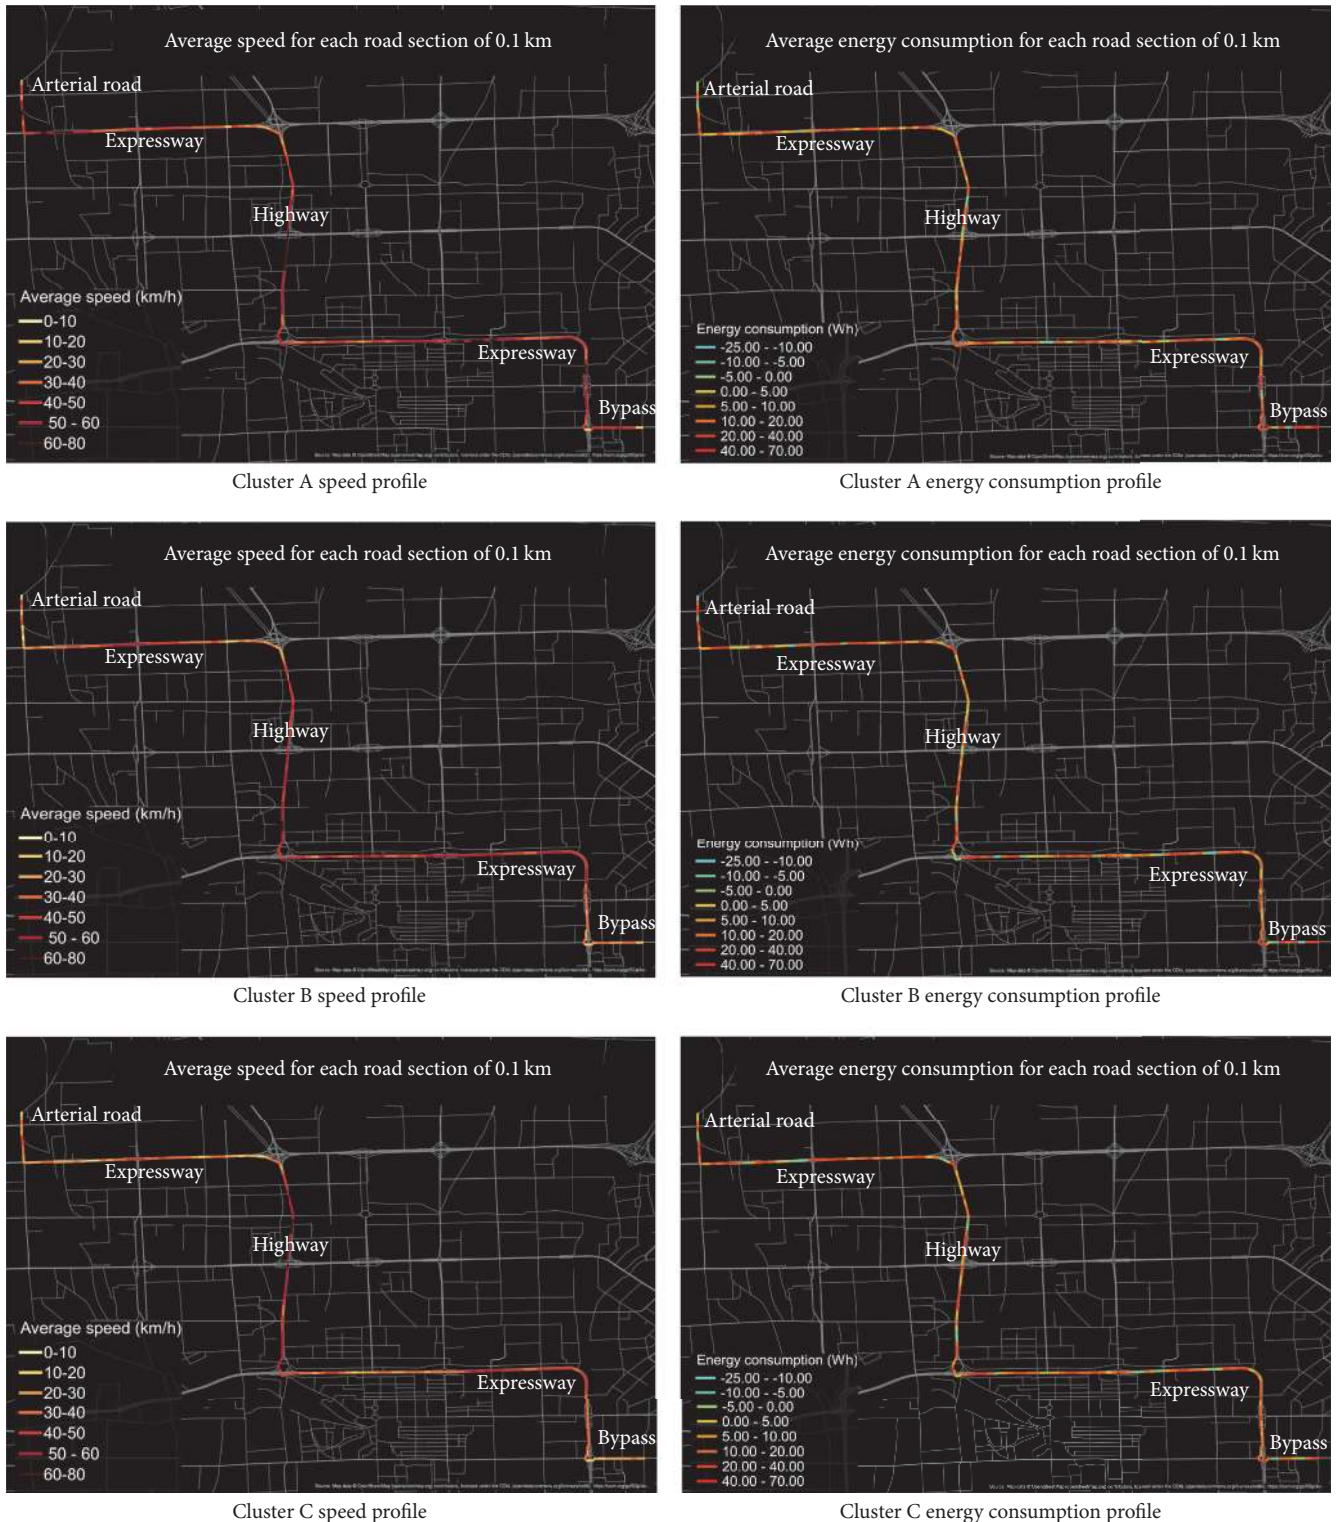 Average speed for each road section of 0.1 km
Arterial road
Expressway
Highway
Average speed (km/h)
0-10
10-20
20-30
30-40
40-50
50 - 60
60-80
Expressway
Bypass
Cluster A speed profile
Average energy consumption for each road section of 0.1 km
Arterial road
Expressway
Highway
Energy consumption (Wh)
-25.00 - -10.00
-10.00 - -5.00
-5.00 - 0.00
0.00 - 5.00
5.00 - 10.00
10.00 - 20.00
20.00 - 40.00
40.00 - 70.00
Expressway
Bypass
Cluster A energy consumption profile
Average speed for each road section of 0.1 km
Arterial road
Expressway
Highway
Average speed (km/h)
0-10
10-20
20-30
30-40
40-50
50 - 60
60-80
Expressway
Bypass
Cluster B speed profile
Average energy consumption for each road section of 0.1 km
Arterial road
Expressway
Highway
Energy consumption (Wh)
-25.00 - -10.00
-10.00 - -5.00
-5.00 - 0.00
0.00 - 5.00
5.00 - 10.00
10.00 - 20.00
20.00 - 40.00
40.00 - 70.00
Expressway
Bypass
Cluster B energy consumption profile
Average speed for each road section of 0.1 km
Arterial road
Expressway
Highway
Average speed (km/h)
0-10
10-20
20-30
30-40
40-50
50 - 60
60-80
Expressway
Bypass
Cluster C speed profile
Average energy consumption for each road section of 0.1 km
Arterial road
Expressway
Highway
Energy consumption (Wh)
-25.00 - -10.00
-10.00 - -5.00
-5.00 - 0.00
0.00 - 5.00
5.00 - 10.00
10.00 - 20.00
20.00 - 40.00
40.00 - 70.00
Expressway
Bypass
Cluster C energy consumption profile